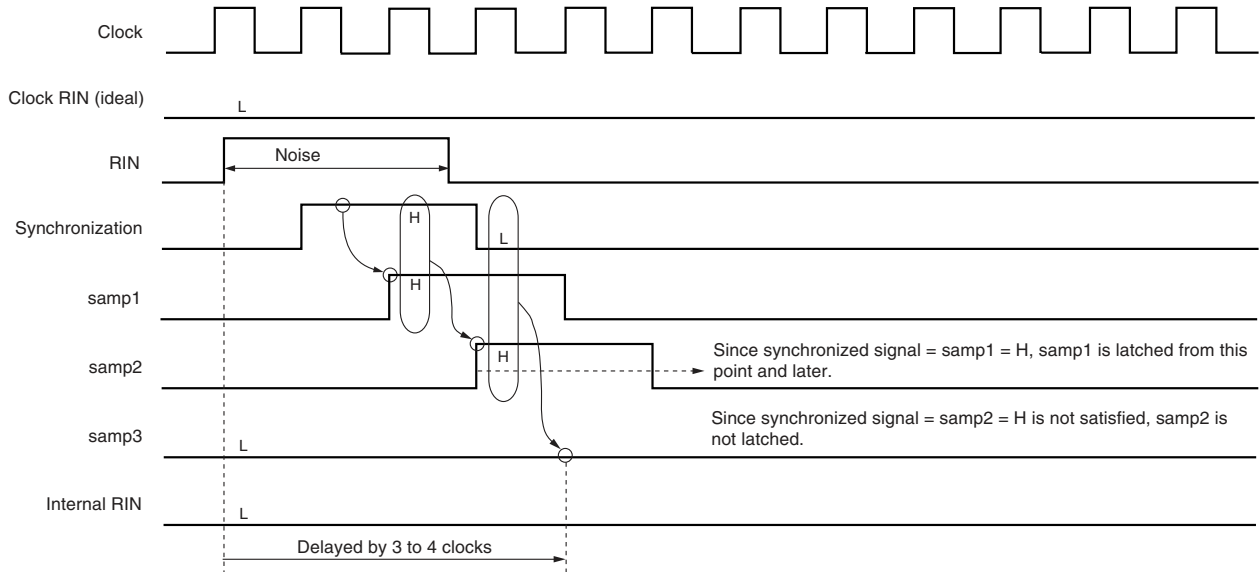 Clock
Clock RIN (ideal)
L
RIN
Noise
Synchronization
H
L
samp1
H
samp2
H
Since synchronized signal = samp1 = H, samp1 is latched from this
point and later.
samp3
L
Since synchronized signal = samp2 = H is not satisfied, samp2 is
not latched.
Internal RIN
L
Delayed by 3 to 4 clocks